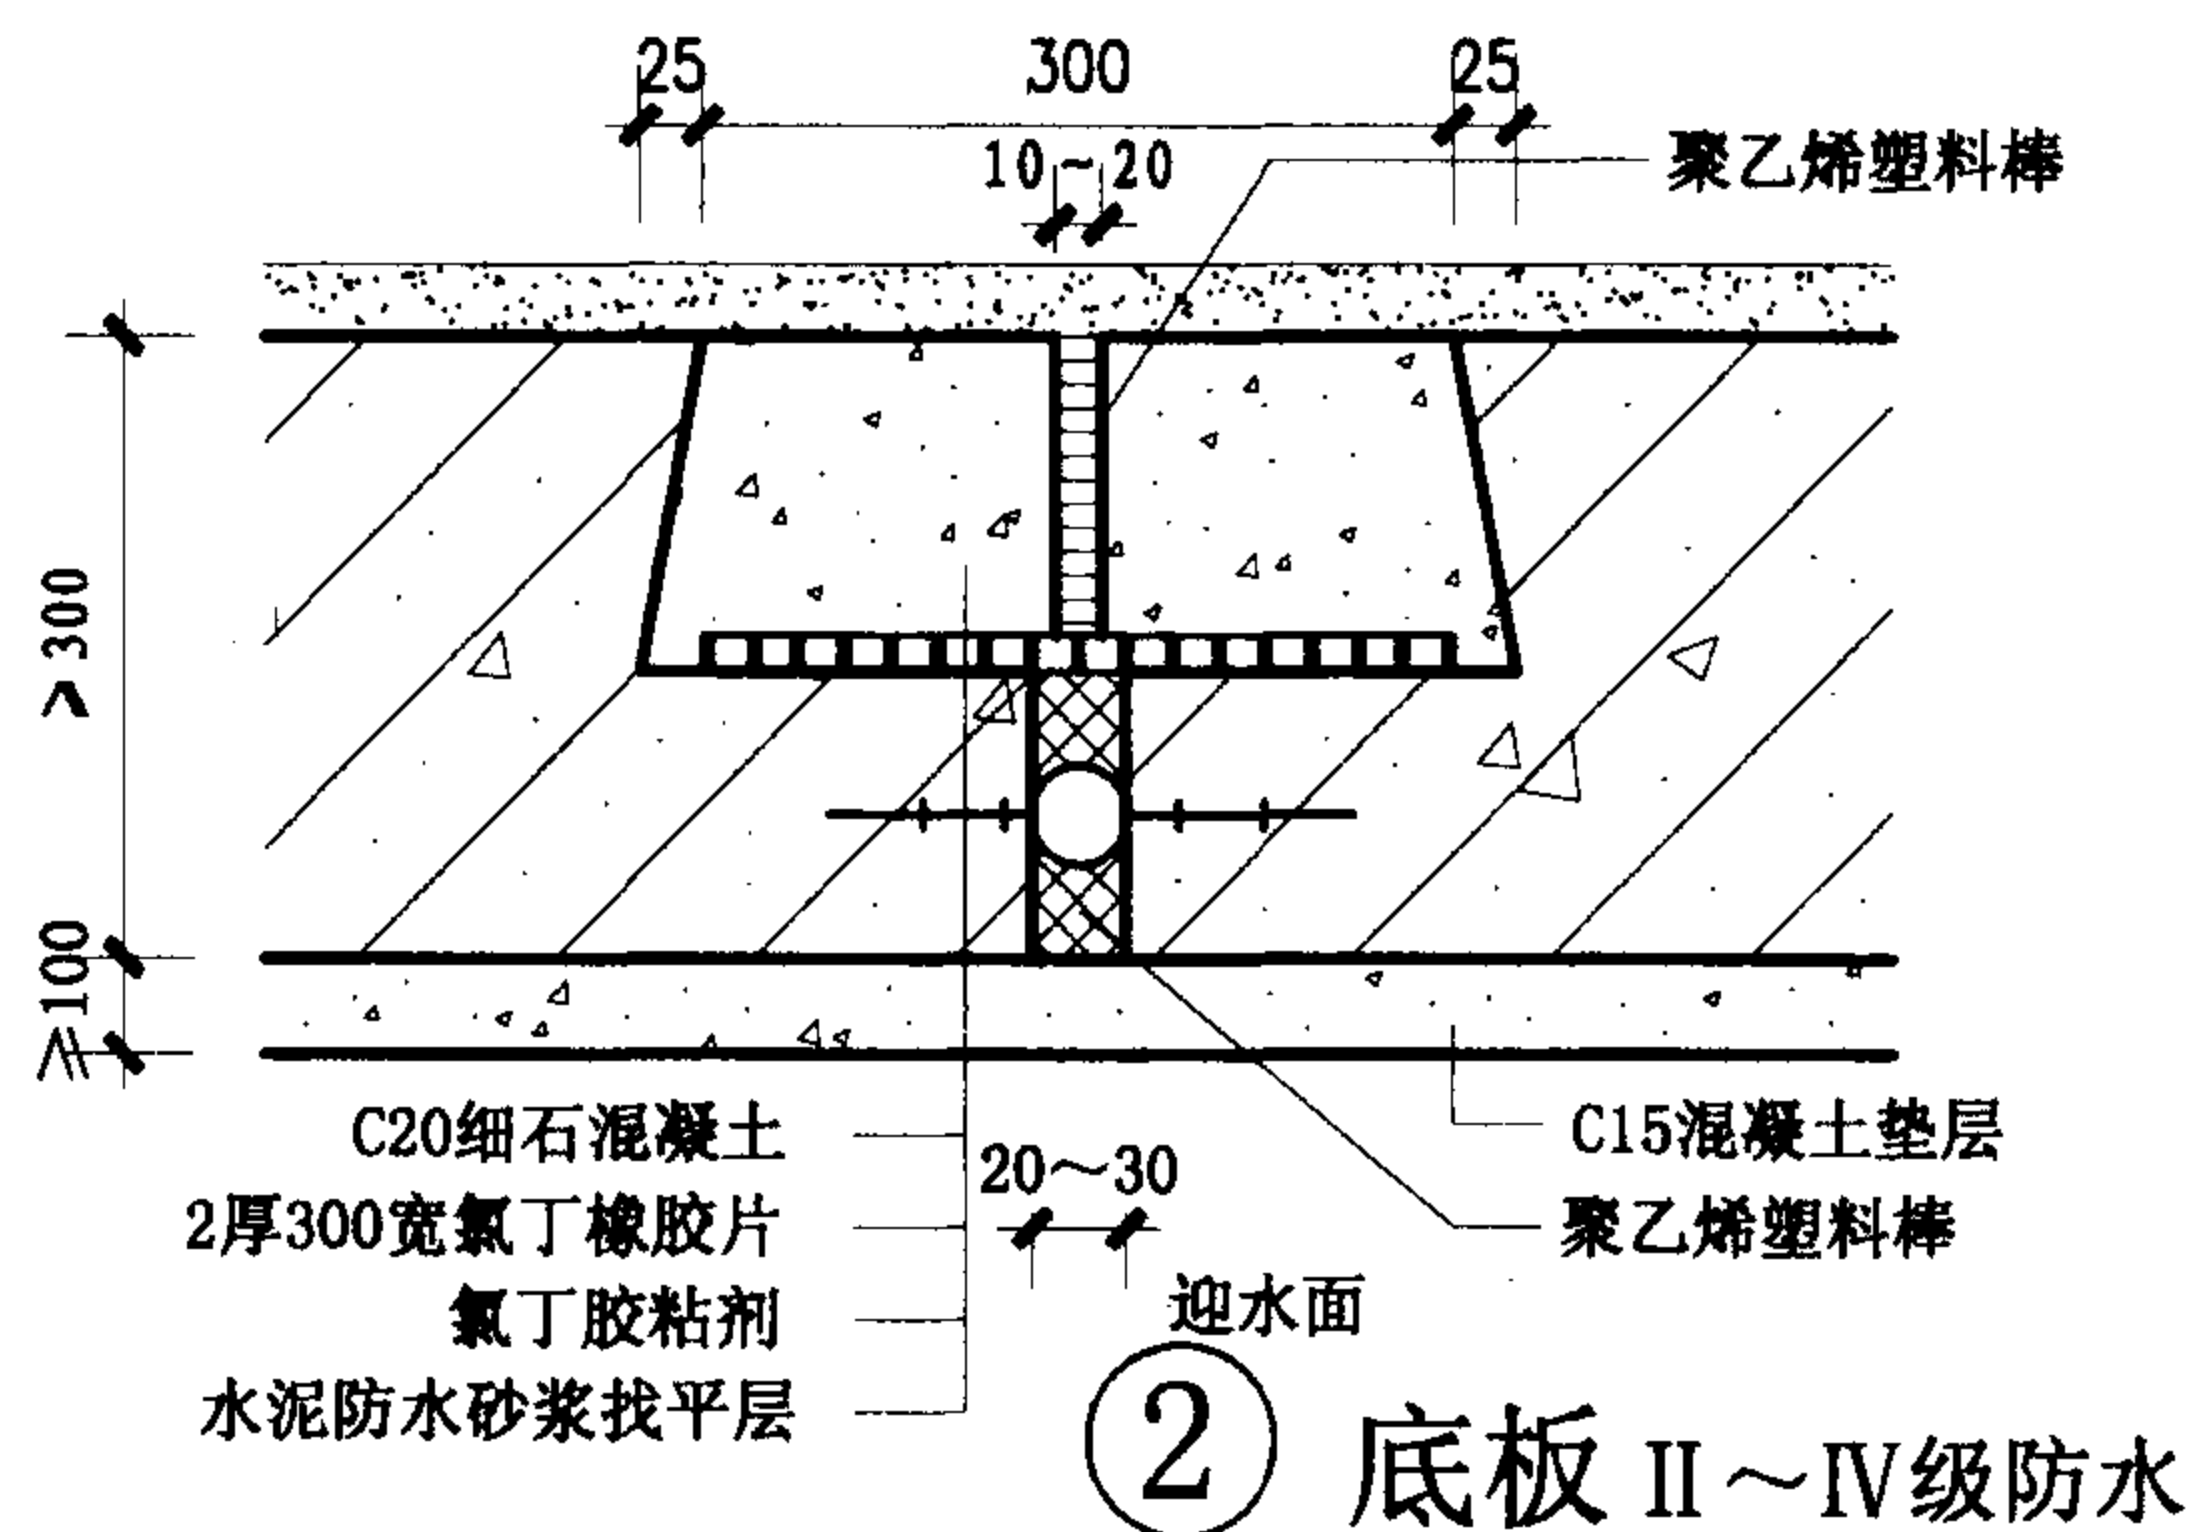 25 300 25
10~20
聚乙烯塑料棒
>300
≥100
C20细石混凝土
2厚300宽氯丁橡胶片
氯丁胶粘剂
水泥防水砂浆找平层
20~30
C15混凝土垫层
聚乙烯塑料棒
迎水面
2 底板 II~IV级防水